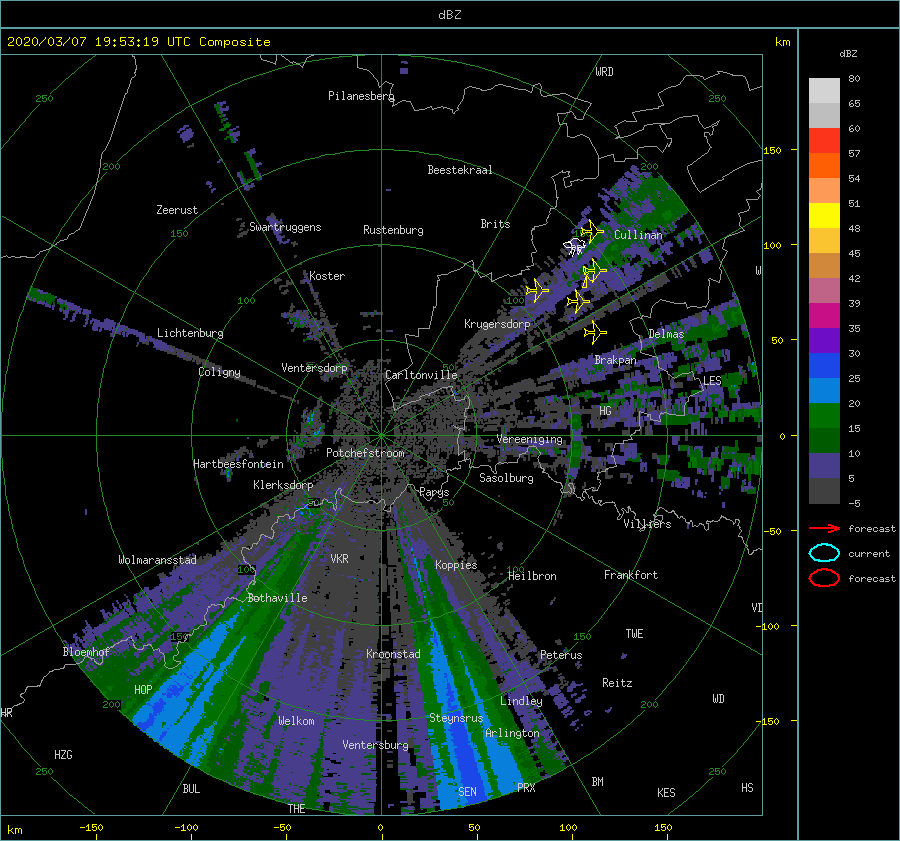 dBZ
2020/03/07 19:53:19 UTC Composite
km
dBZ
WRD
Pilanesberg
250
250
80
65
60
57
54
51
48
45
42
39
35
30
25
20
15
10
5
-5
150
100
50
0
-50
-100
-150
200
Beestekraal
200
Zeerust
150
Swartruggens
Rustenburg
Brits
Cullinan
Koster
W
100
100
Krugersdorp
Lichtenburg
Delmas
Brakpan
Coligny
Ventersdorp
Carltonville
LES
HG
Vereeniging
Potchefstroom
Hartbeesfontein
Klerksdorp
Sasolburg
Parys
50
50
Villiers
forecast
current
forecast
Wolmaransstad
VKR
Koppies
100
100
Heilbron
Frankfort
Bothaville
VI
150
150
TWE
Bloemhof
Kroonstad
Peterus
Reitz
HOP
WD
200
Lindley
200
HR
Welkom
Steynsrus
Arlington
Ventersburg
HZG
250
250
BUL
SEN
PRX
BM
KES
HS
THE
km
-150
-100
-50
0
50
100
150